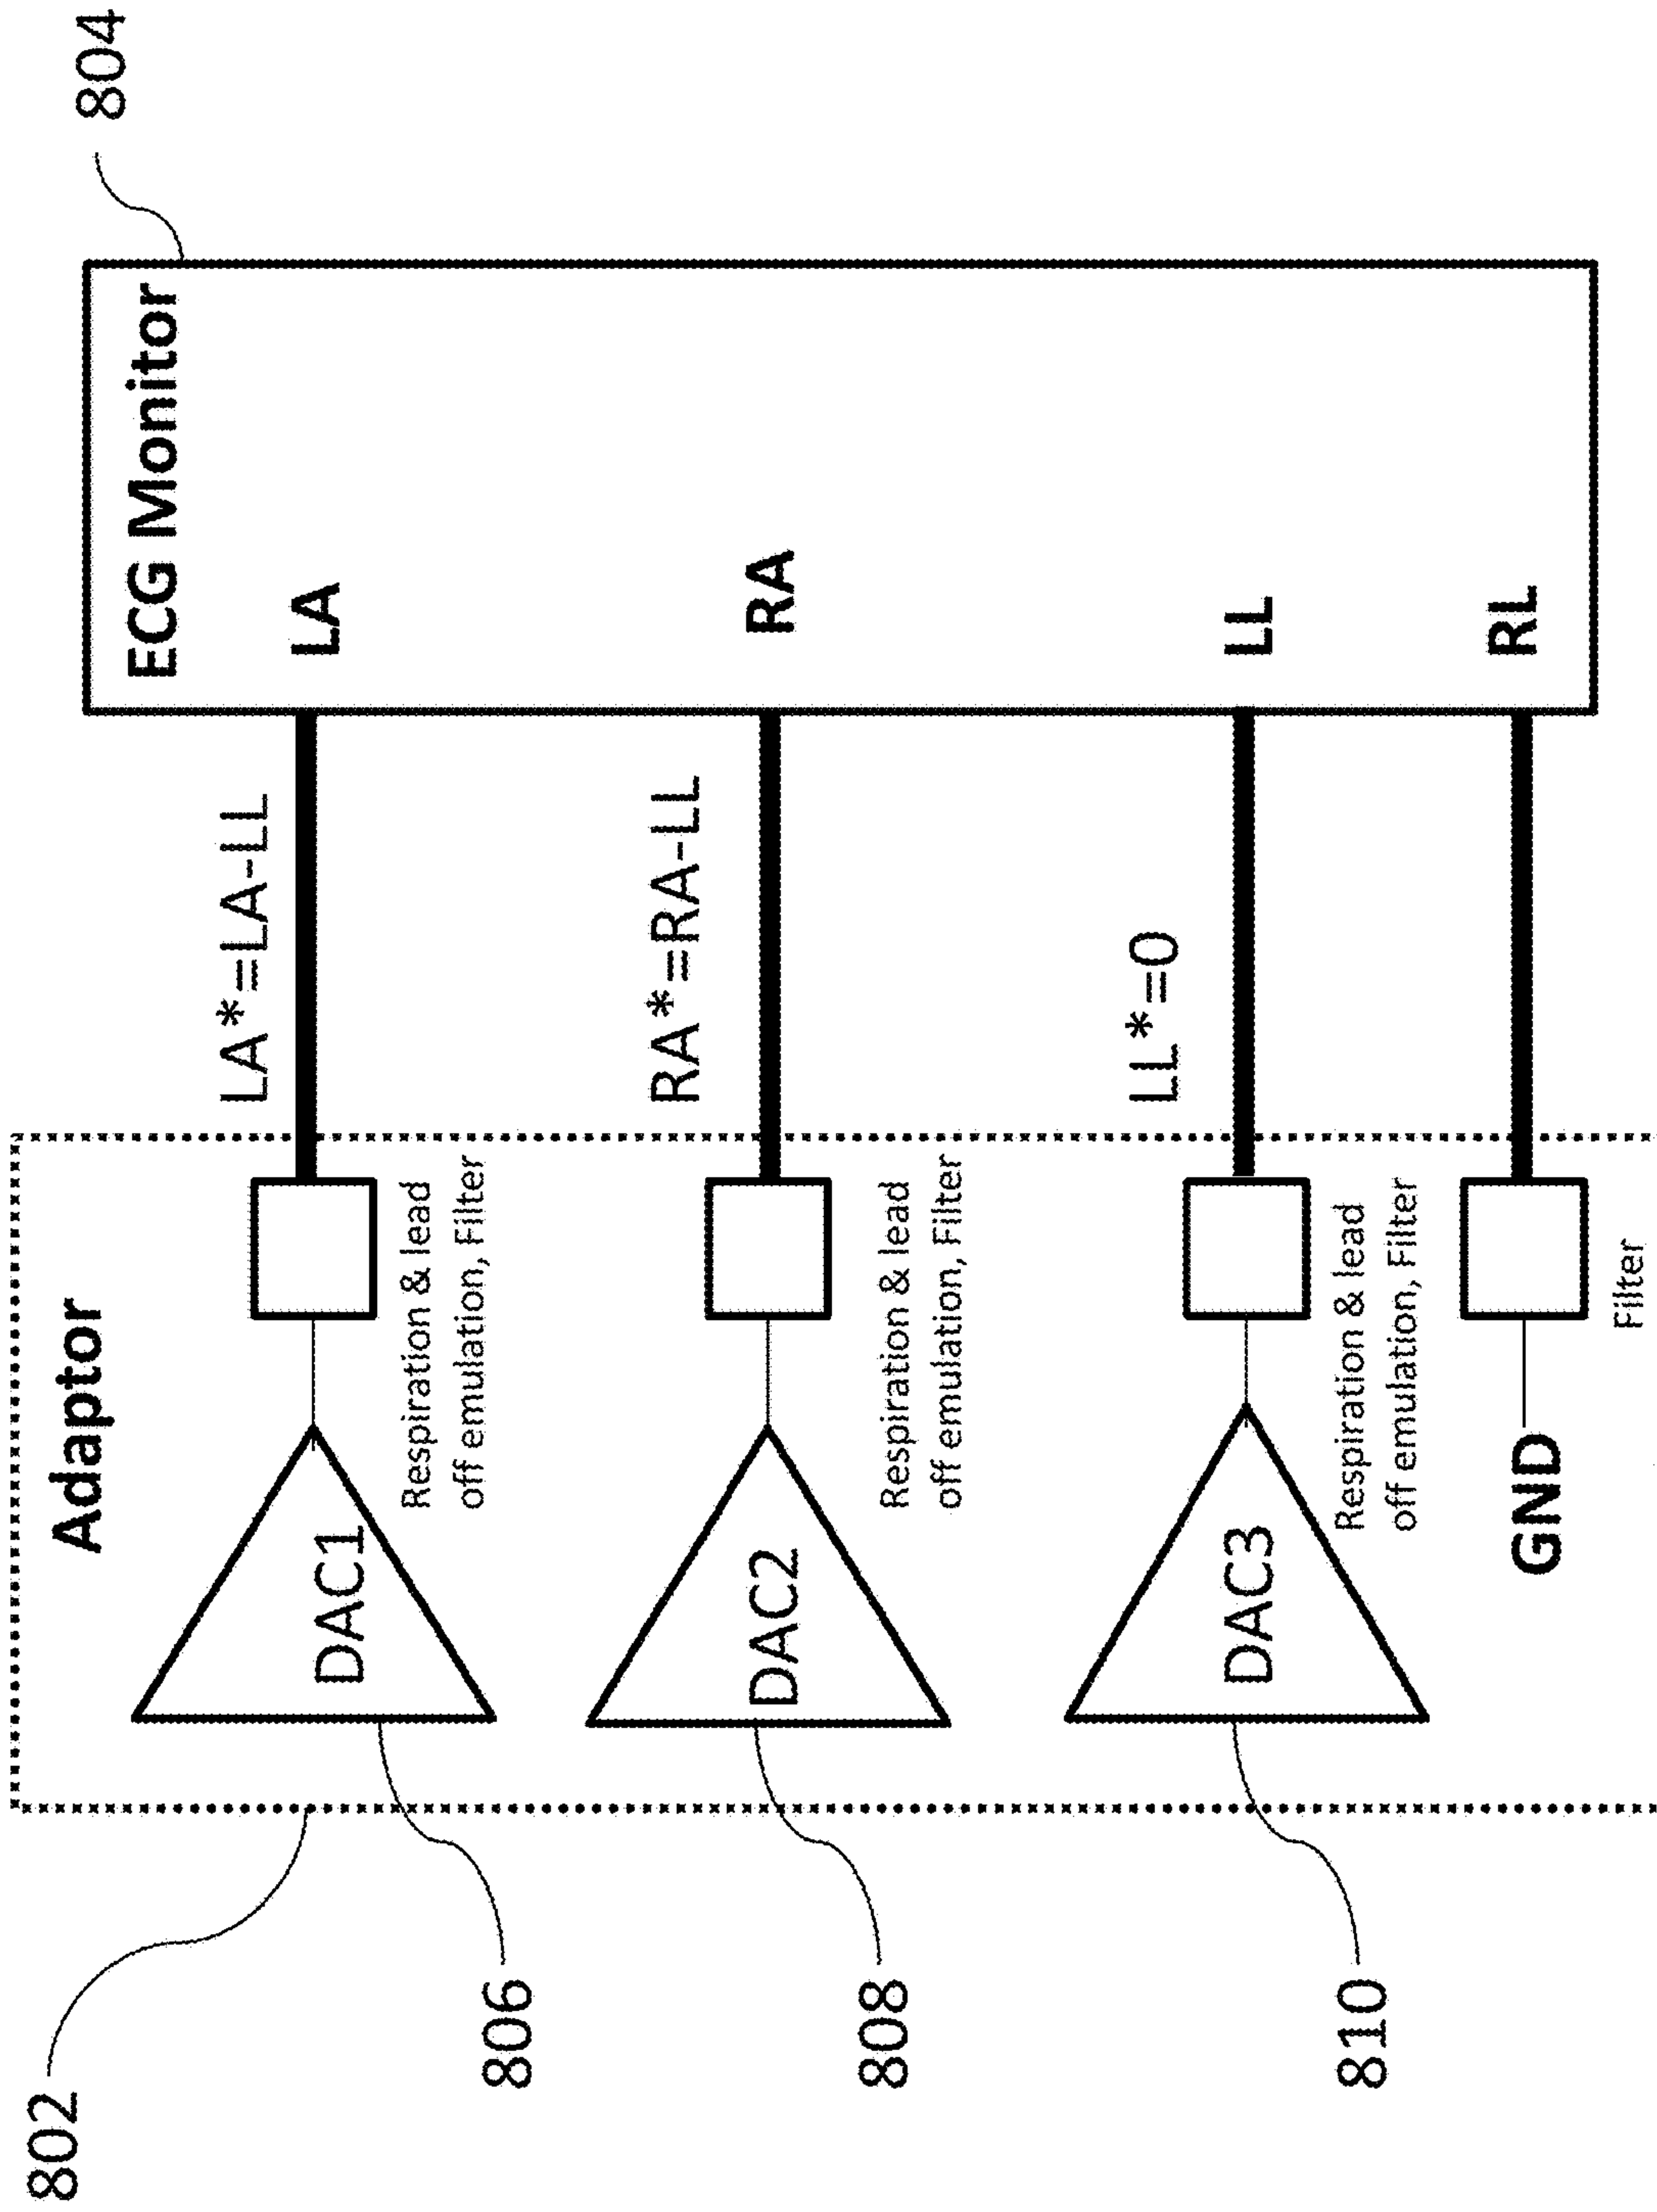 804
ECG Monitor
LA
RA
LL
RL
LA*=LA-LL
RA*=RA-LL
LL*=0
Adaptor
DAC1
Respiration & lead
off emulation, Filter
DAC2
Respiration & lead
off emulation, Filter
DAC3
Respiration & lead
off emulation, Filter
GND
Filter
802
806
808
810